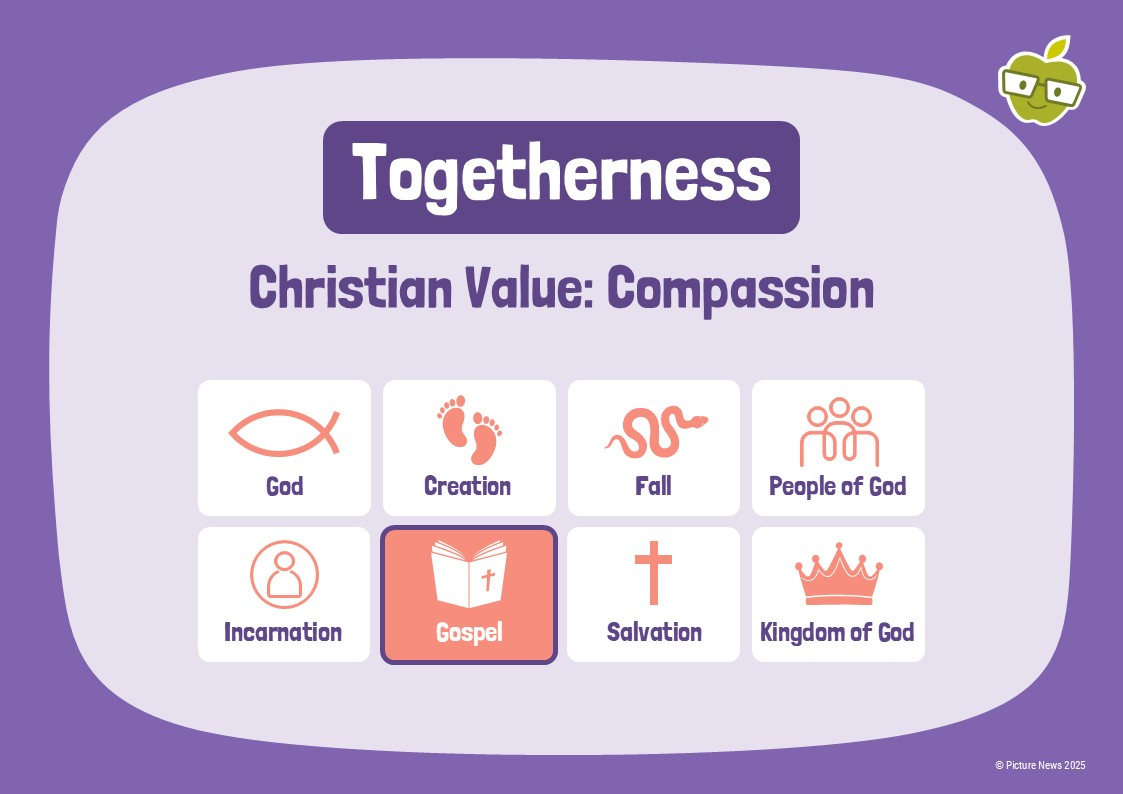 Togetherness
Christian Value: Compassion
God
Creation
Fall
People of God
Incarnation
Gospel
Salvation
Kingdom of God
© Picture News 2025